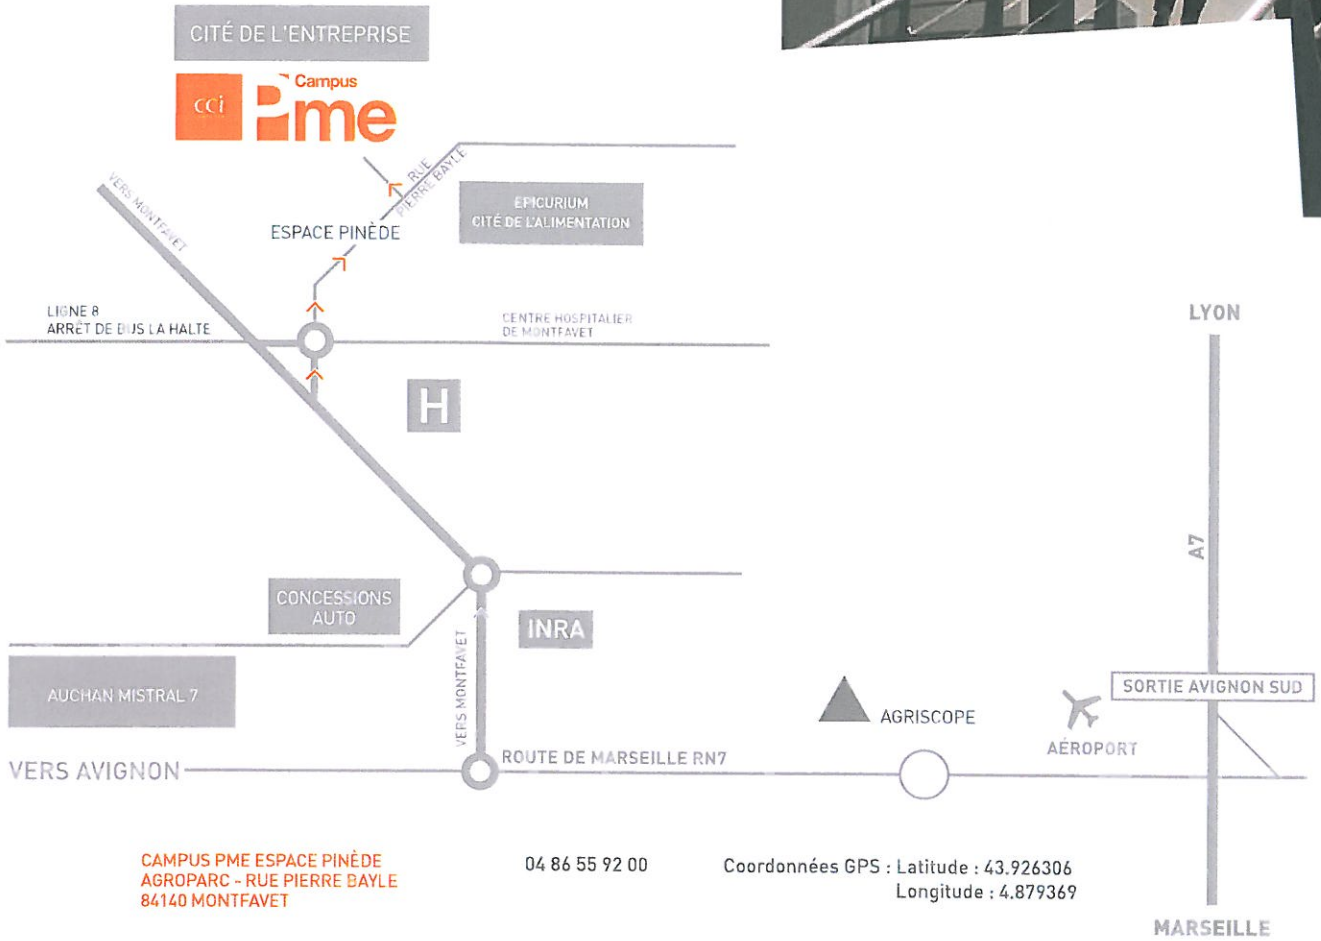 CITÉ DE L'ENTREPRISE
cci
Campus
Pme
VERS MONTFAVET
RUE
PIERRE BAYLE
EPICURIUM
CITÉ DE L'ALIMENTATION
ESPACE PINÈDE
LIGNE 8
ARRÊT DE BUS LA HALTE
CENTRE HOSPITALIER
DE MONTFAVET
LYON
H
A7
CONCESSIONS
AUTO
INRA
VERS MONTFAVET
AUCHAN MISTRAL 7
SORTIE AVIGNON SUD
AGRISCOPE
AÉROPORT
VERS AVIGNON
ROUTE DE MARSEILLE RN7
CAMPUS PME ESPACE PINÈDE
AGROPARC - RUE PIERRE BAYLE
84140 MONTFAVET
04 86 55 92 00
Coordonnées GPS : Latitude : 43.926306
Longitude : 4.879369
MARSEILLE